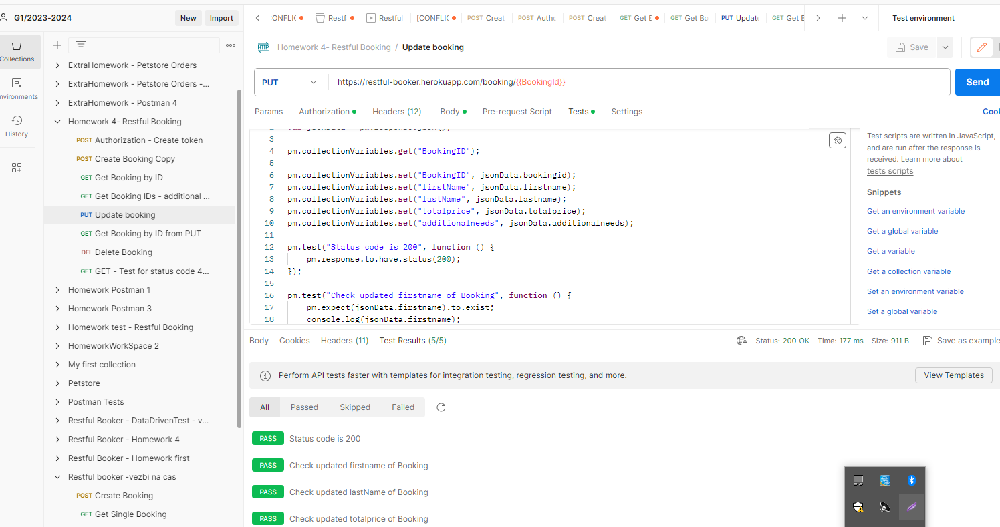 G1/2023-2024
New
Import
ONFLIC
Restf
Restful
[CONFLIC
POST Creat
POST Autho
POST Creat
GET Get E
GET Get Bo
PUT Update
GET Get E
Test environment
Collections
nvironments
History
ExtraHomework - Petstore Orders
ExtraHomework - Petstore Orders -...
ExtraHomework - Postman 4
Homework 4- Restful Booking
POST Authorization - Create token
POST Create Booking Copy
GET Get Booking by ID
GET Get Booking IDs - additional ...
PUT Update booking
GET Get Booking by ID from PUT
DEL Delete Booking
GET GET - Test for status code 4...
Homework Postman 1
Homework Postman 3
Homework test - Restful Booking
HomeworkWorkSpace 2
My first collection
Petstore
Postman Tests
Restful Booker - DataDrivenTest - v...
Restful Booker - Homework 4
Restful Booker - Homework first
Restful booker -vezbi na cas
POST Create Booking
GET Get Single Booking
HTTP Homework 4- Restful Booking / Update booking
Save
PUT https://restful-booker.herokuapp.com/booking/{{BookingId}}
Send
Params Authorization Headers (12) Body Pre-request Script Tests Settings
Cool
3
4 pm.collectionVariables.get("BookingID");
5
6 pm.collectionVariables.set("BookingID", jsonData.bookingid);
7 pm.collectionVariables.set("firstName", jsonData.firstname);
8 pm.collectionVariables.set("lastName", jsonData.lastname);
9 pm.collectionVariables.set("totalprice", jsonData.totalprice);
10 pm.collectionVariables.set("additionalneeds", jsonData.additionalneeds);
11
12 pm.test("Status code is 200", function () {
13 pm.response.to.have.status(200);
14 });
15
16 pm.test("Check updated firstname of Booking", function () {
17 pm.expect(jsonData.firstname).to.exist;
18 console.log(jsonData.firstname);
Test scripts are written in JavaScript,
and are run after the response is
received. Learn more about
tests scripts
Snippets
Get an environment variable
Get a global variable
Get a variable
Get a collection variable
Set an environment variable
Set a global variable
Body Cookies Headers (11) Test Results (5/5)
Status: 200 OK Time: 177 ms Size: 911 B
Save as example
Perform API tests faster with templates for integration testing, regression testing, and more.
View Templates
All Passed Skipped Failed
PASS Status code is 200
PASS Check updated firstname of Booking
PASS Check updated lastName of Booking
PASS Check updated totalprice of Booking